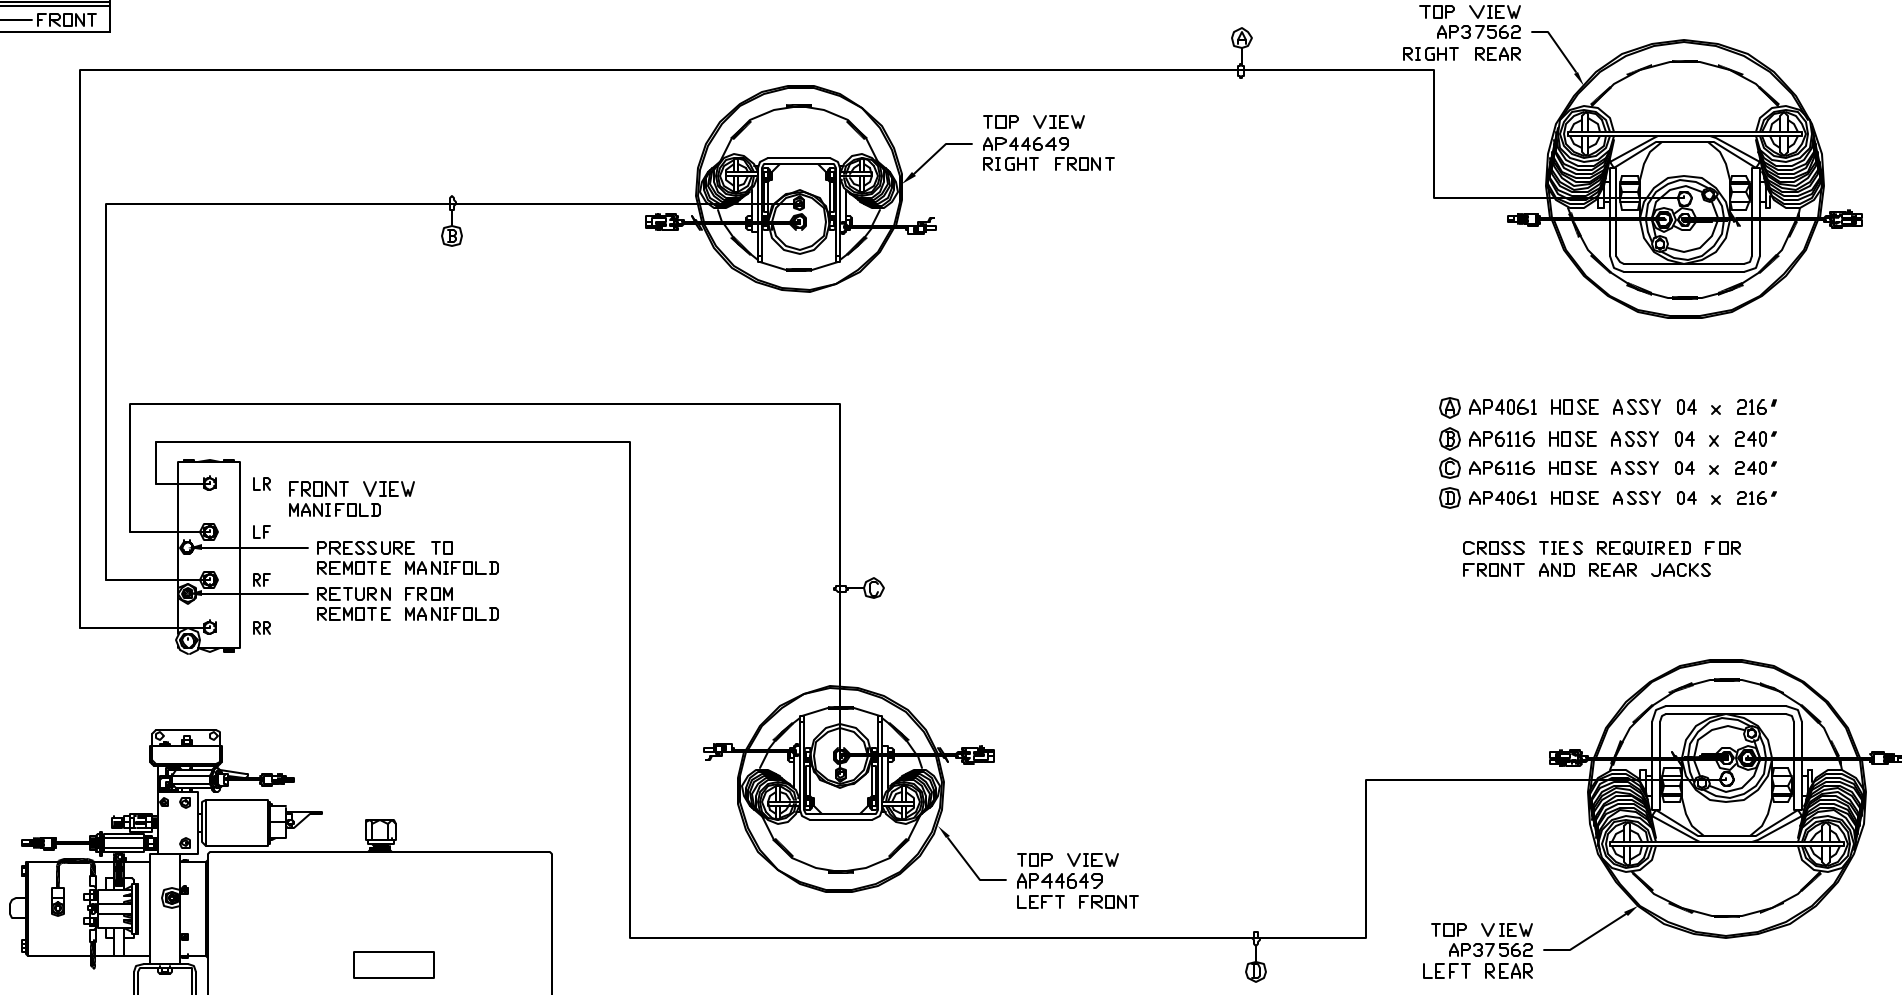 FRONT
A
TOP VIEW
AP37562
RIGHT REAR
TOP VIEW
AP44649
RIGHT FRONT
B
A AP4061 HOSE ASSY 04 x 216"
B AP6116 HOSE ASSY 04 x 240"
C AP6116 HOSE ASSY 04 x 240"
D AP4061 HOSE ASSY 04 x 216"
CROSS TIES REQUIRED FOR
FRONT AND REAR JACKS
LR
FRONT VIEW
MANIFOLD
LF
PRESSURE TO
REMOTE MANIFOLD
RF
RETURN FROM
REMOTE MANIFOLD
RR
C
TOP VIEW
AP44649
LEFT FRONT
TOP VIEW
AP37562
LEFT REAR
D